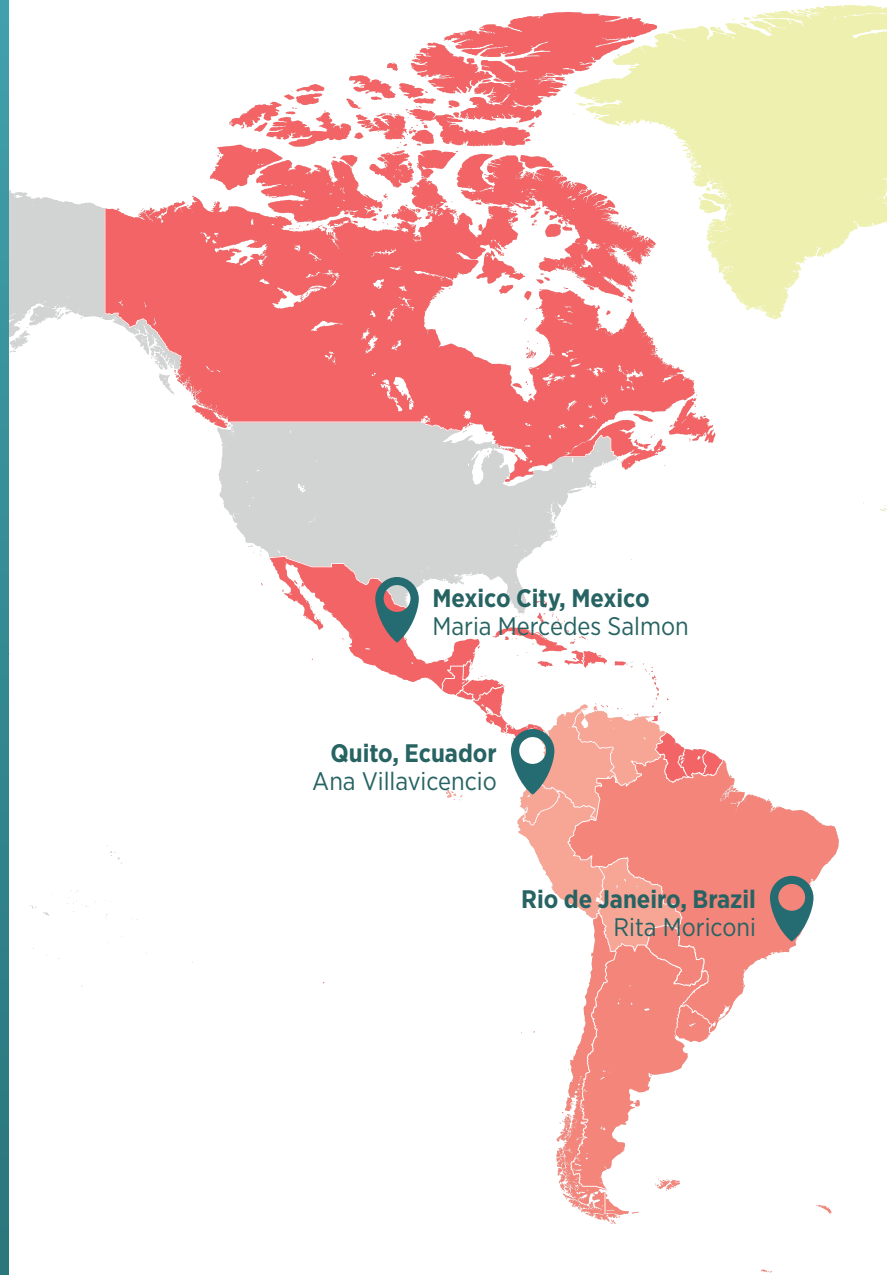 Mexico City, Mexico
Maria Mercedes Salmon
Quito, Ecuador
Ana Villavicencio
Rio de Janeiro, Brazil
Rita Moriconi